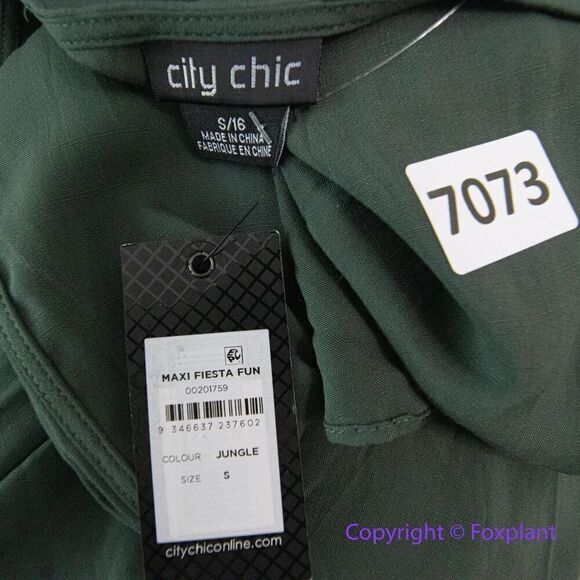 city chic
S/16
MADE IN CHINA
FABRIQUE EN CHINE
7073
MAXI FIESTA FUN
00201759
9 346637 237602
COLOUR JUNGLE
SIZE S
citychiconline.com
Copyright © Foxplant